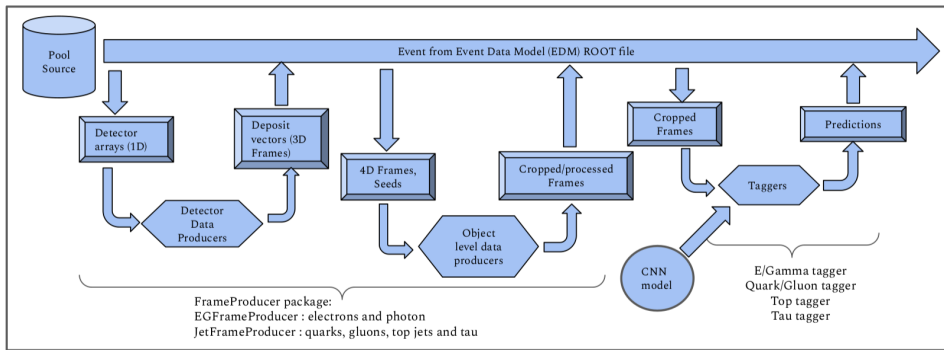 Pool
Source
Event from Event Data Model (EDM) ROOT file
Detector
arrays (1D)
Deposit
vectors (3D
Frames)
Detector
Data
Producers
4D Frames,
Seeds
Cropped/processed
Frames
Object
level data
producers
Cropped
Frames
Predictions
Taggers
CNN
model
FrameProducer package:
EGFrameProducer : electrons and photon
JetFrameProducer : quarks, gluons, top jets and tau
E/Gamma tagger
Quark/Gluon tagger
Top tagger
Tau tagger